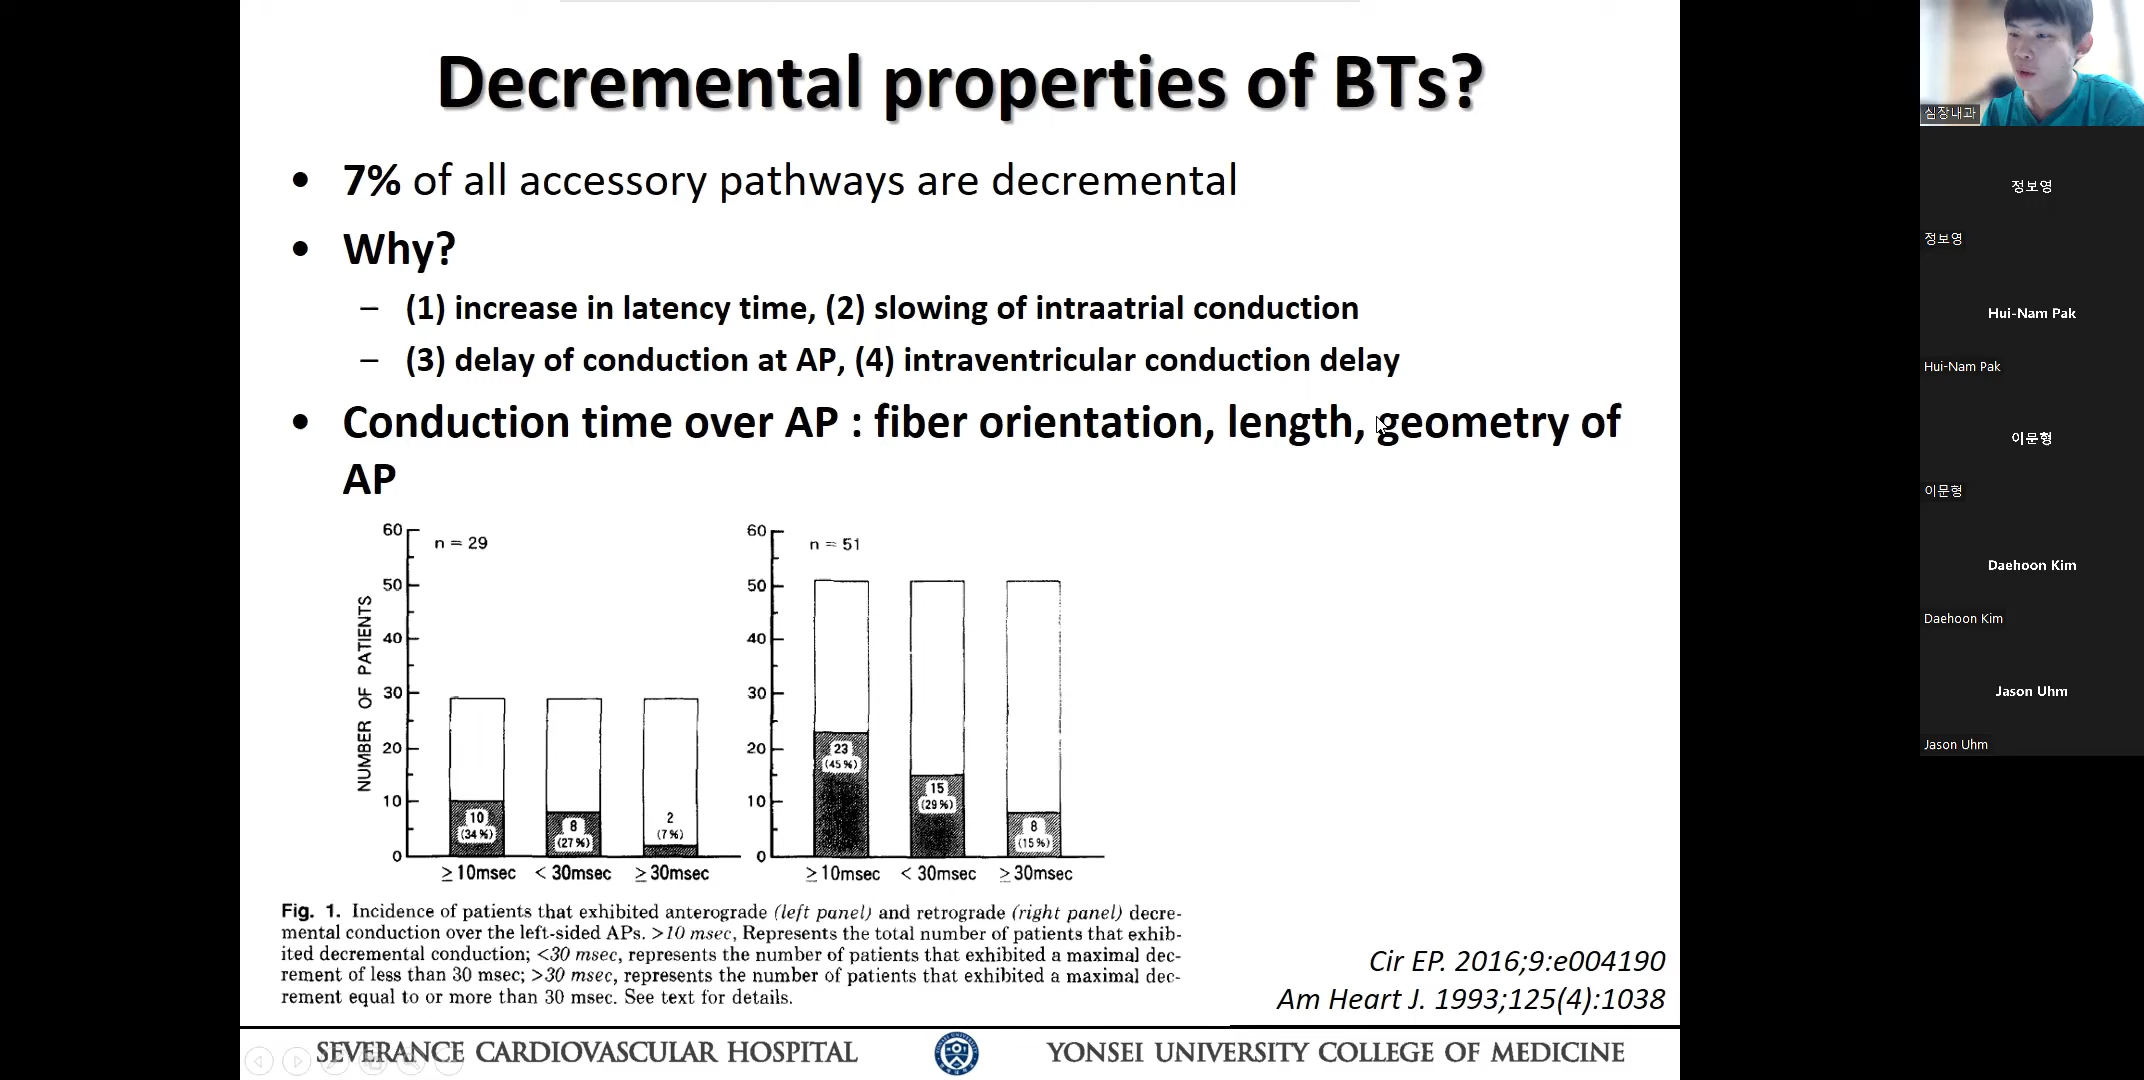 Decremental properties of BTs?
• 7% of all accessory pathways are decremental
• Why?
– (1) increase in latency time, (2) slowing of intraatrial conduction
– (3) delay of conduction at AP, (4) intraventricular conduction delay
• Conduction time over AP : fiber orientation, length, geometry of
AP
NUMBER OF PATIENTS
60
50
40
30
20
10
0
n = 29
10
(34%)
8
(27%)
2
(7%)
≥ 10msec < 30msec ≥ 30msec
60
50
40
30
20
10
0
n = 51
23
(45%)
15
(29%)
8
(15%)
≥ 10msec < 30msec ≥ 30msec
Fig. 1. Incidence of patients that exhibited anterograde (left panel) and retrograde (right panel) decre-
mental conduction over the left-sided APs. >10 msec, Represents the total number of patients that exhib-
ited decremental conduction; <30 msec, represents the number of patients that exhibited a maximal dec-
rement of less than 30 msec; >30 msec, represents the number of patients that exhibited a maximal dec-
rement equal to or more than 30 msec. See text for details.
Cir EP. 2016;9:e004190
Am Heart J. 1993;125(4):1038
SEVERANCE CARDIOVASCULAR HOSPITAL
YONSEI UNIVERSITY COLLEGE OF MEDICINE
심장내과
정보영
정보영
Hui-Nam Pak
Hui-Nam Pak
이문형
이문형
Daehoon Kim
Daehoon Kim
Jason Uhm
Jason Uhm